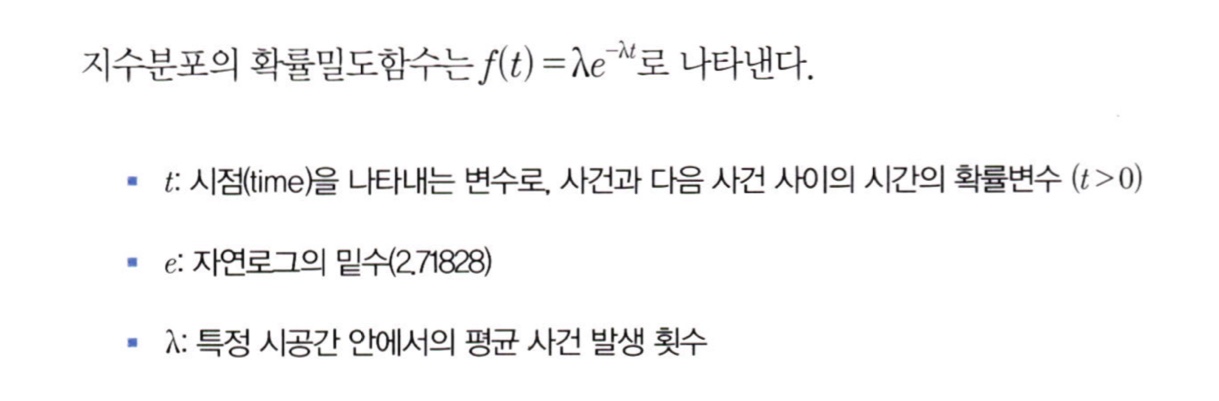 지수분포의 확률밀도함수는 f(t)=λe^{-λt}로 나타낸다.
▪ t: 시점(time)을 나타내는 변수로, 사건과 다음 사건 사이의 시간의 확률변수 (t>0)
▪ e: 자연로그의 밑수(2.71828)
▪ λ: 특정 시공간 안에서의 평균 사건 발생 횟수